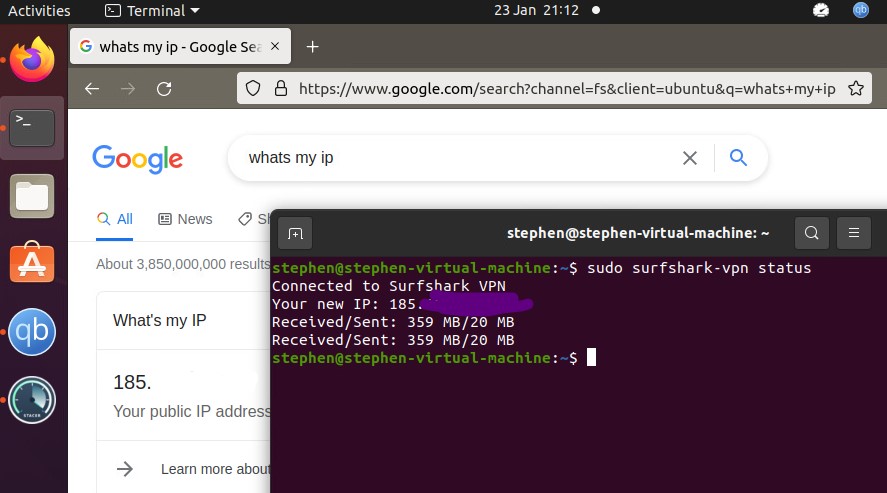 Activities
Terminal
23 Jan 21:12
whats my ip - Google Sea
https://www.google.com/search?channel=fs&client=ubuntu&q=whats+my+ip
Google
whats my ip
All
News
Sh
About 3,850,000,000 results
What's my IP
185.
Your public IP address
Learn more about
stephen@stephen-virtual-machine: ~
stephen@stephen-virtual-machine:~$ sudo surfshark-vpn status
Connected to Surfshark VPN
Your new IP: 185.
Received/Sent: 359 MB/20 MB
Received/Sent: 359 MB/20 MB
stephen@stephen-virtual-machine:~$
qb
qb
STACER